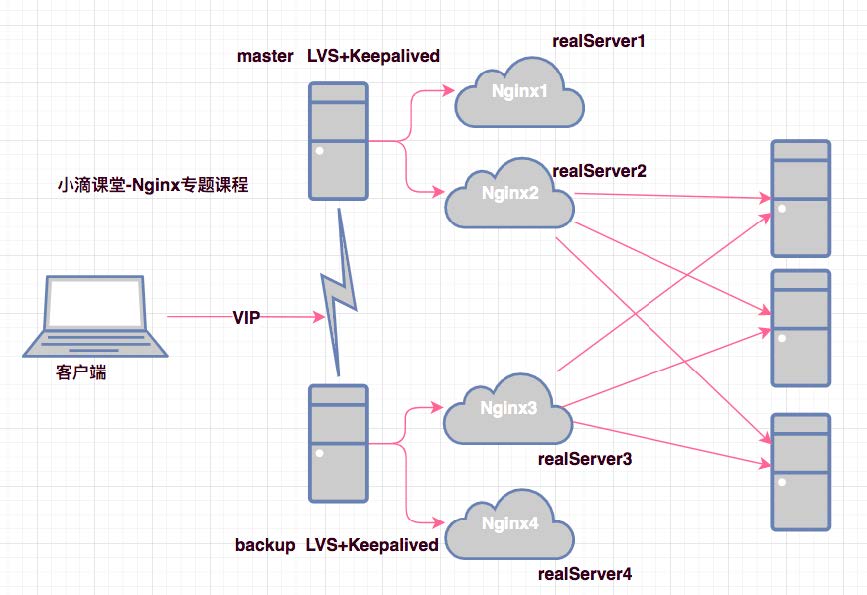 realServer1
master LVS+Keepalived
Nginx1
realServer2
小滴课堂-Nginx专题课程
Nginx2
VIP
客户端
Nginx3
realServer3
Nginx4
backup LVS+Keepalived
realServer4